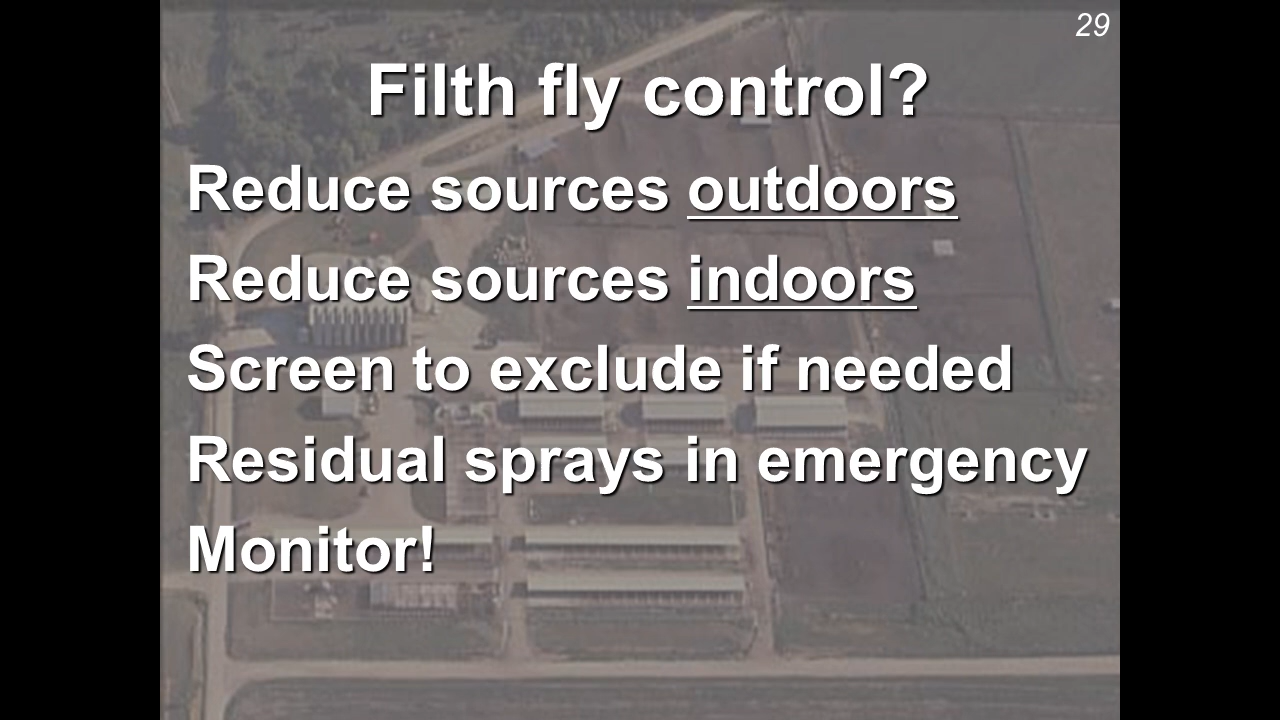 29
Filth fly control?
Reduce sources outdoors
Reduce sources indoors
Screen to exclude if needed
Residual sprays in emergency
Monitor!